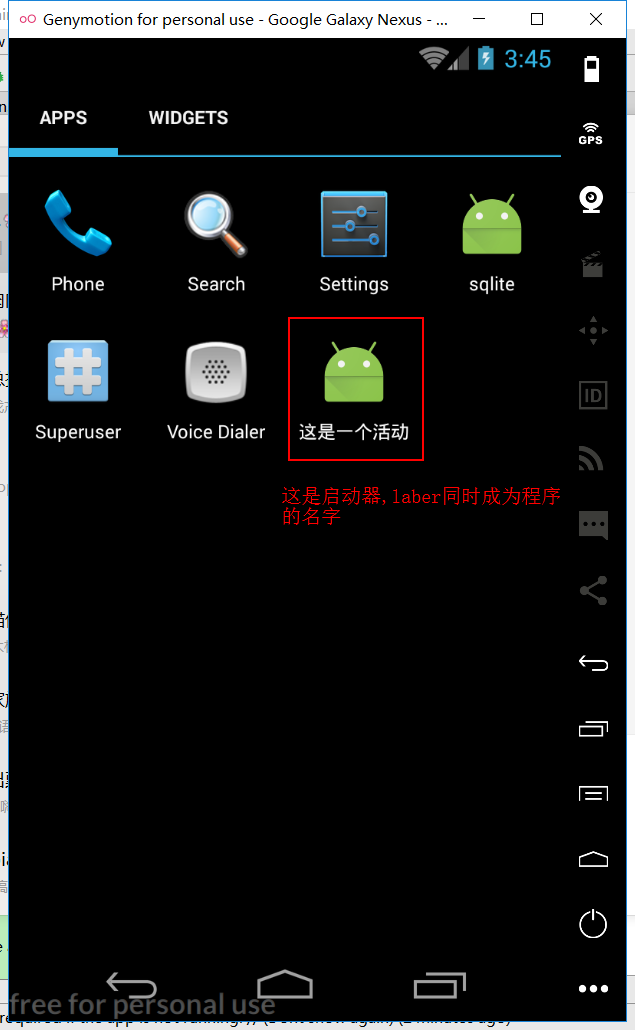 Genymotion for personal use - Google Galaxy Nexus - ...
3:45
APPS WIDGETS
GPS
Phone Search Settings sqlite
ID
Superuser Voice Dialer 这是一个活动
这是启动器,laber同时成为程序
的名字
free for personal use